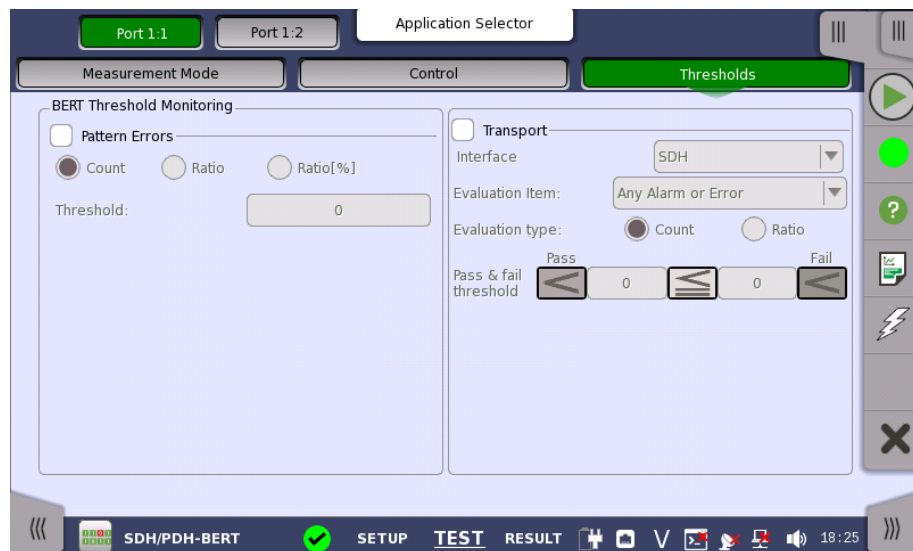 Port 1:1
Port 1:2
Application Selector
Measurement Mode
Control
Thresholds
BERT Threshold Monitoring
Pattern Errors
Count
Ratio
Ratio[%]
Threshold:
0
Transport
Interface
SDH
Evaluation Item:
Any Alarm or Error
Evaluation type:
Count
Ratio
Pass
Fail
Pass & fail
threshold
<
0
≦
0
<
?
SDH/PDH-BERT
SETUP
TEST
RESULT
V
18:25